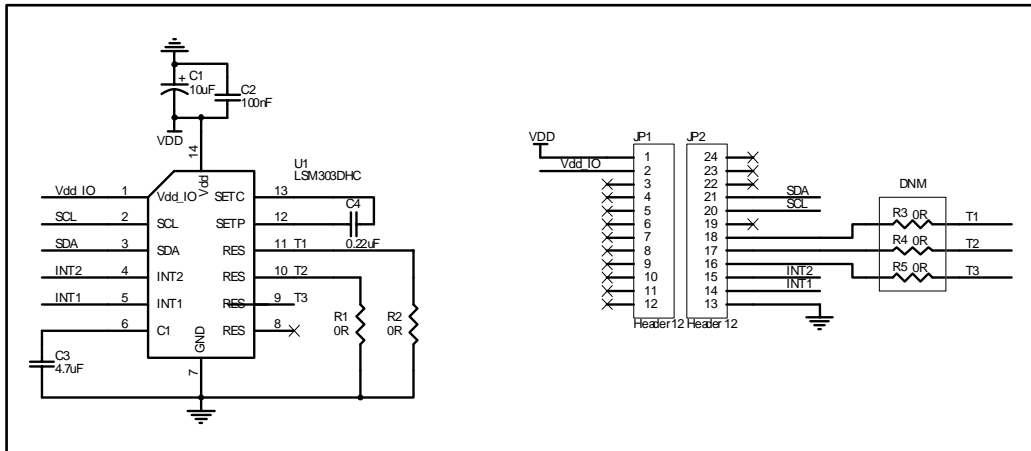 C1
+
10uF
C2
100nF
VDD
14
Vdd
U1
LSM303DHC
Vdd_IO 1 Vdd_IO SETC 13
SCL 2 SCL SETP 12
C4
0.22uF
SDA 3 SDA RES 11 T1
INT2 4 INT2 RES 10 T2
INT1 5 INT1 RES 9 T3
6 C1 RES 8
GND
7
C3
4.7uF
R1
0R
R2
0R
VDD
Vdd_IO
JP1
1
2
3
4
5
6
7
8
9
10
11
12
Header 12
JP2
24
23
22
21 SDA
20 SCL
19
18
17
16
15 INT2
14 INT1
13
Header 12
DNM
R3 0R T1
R4 0R T2
R5 0R T3